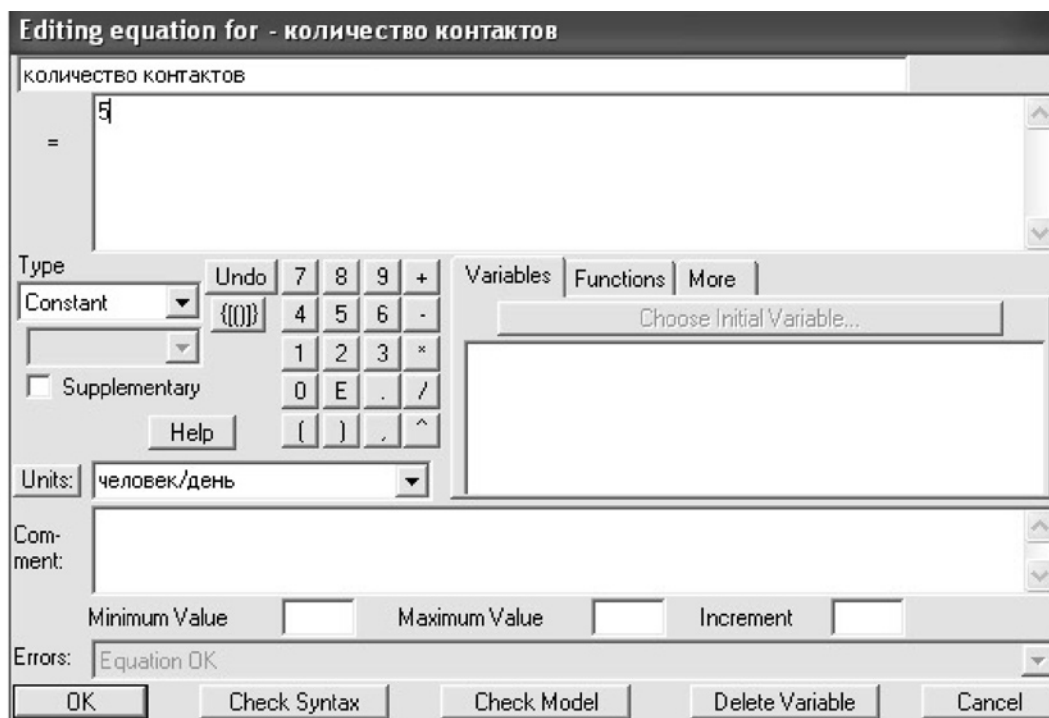 Editing equation for - количество контактов
количество контактов
=
5
Type
Constant
Undo 7 8 9 +
{[()]} 4 5 6 -
1 2 3 *
0 E . /
( ) , ^
Supplementary
Help
Variables Functions More
Choose Initial Variable...
Units: человек/день
Com-
ment:
Minimum Value Maximum Value Increment
Errors: Equation OK
OK Check Syntax Check Model Delete Variable Cancel